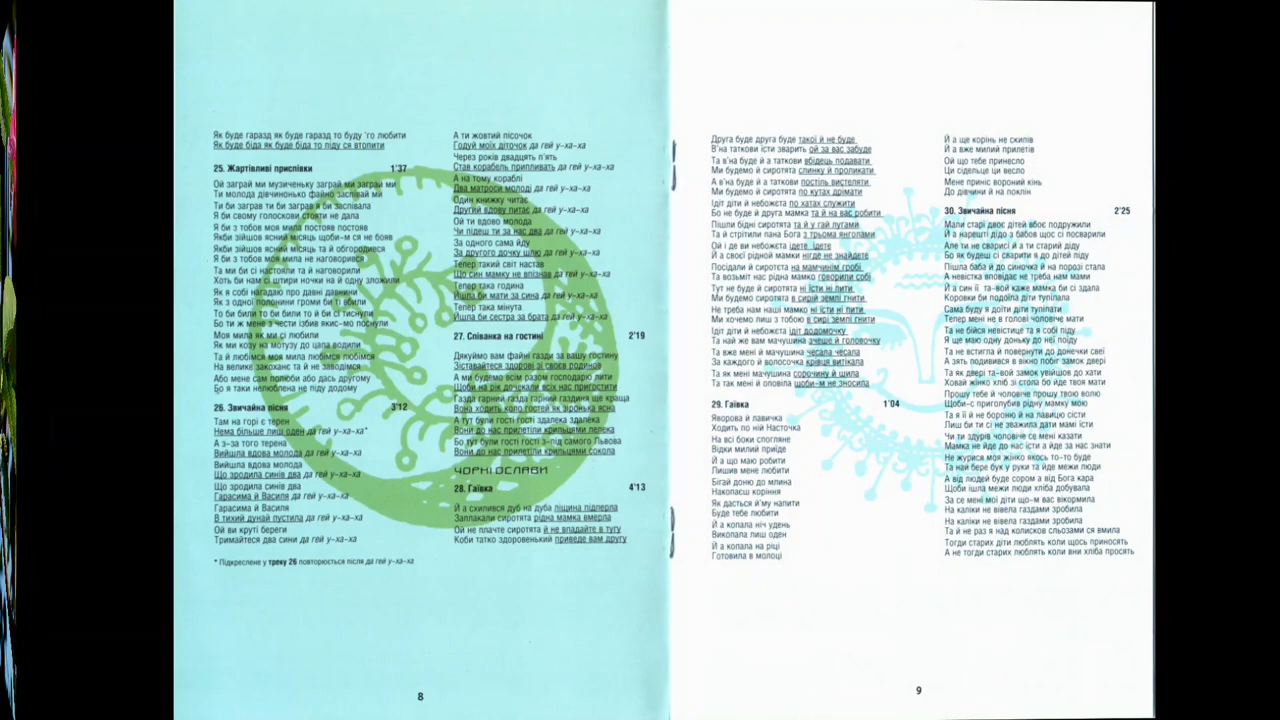 Як буде гаразд як буде гаразд то буду 'го любити
Як буде біда як буде біда то піду ся втопити
25. Жартівливі приспівки 1'37
Ой заграй ми музиченьку заграй ми заграй ми
Ти молода дівчинонько файно заспівай ми
Ти би заграв ти би заграв я би заспівала
Я би свому голоскови стояти не дала
Я би з тобов моя мила постояв постояв
Якби зійшов ясний місяць щоби-м ся не бояв
Якби зійшов ясний місяць та й обгородився
Я би з тобов моя мила не наговорився
Та ми би сі настояли та й наговорили
Хоть би нам сі штири ночки на й одну зложили
Як я собі нагадаю про давні давнини
Як з одної полонини громи би ті вбили
То би били то би били то й би сі тиснули
Бо ти ж мене з чести ізбив якис-мо поснули
Моя мила як ми сі любили
Як ми козу на мотузу до цапа водили
Та й любімся моя мила любімся любімся
На велике закоханє та й не заводімся
Або мене сам полюби або дась другому
Бо я таки нелюблена не піду додому
26. Звичайна пісня 3'12
Там на горі є терен
Нема більше лиш оден да гей у-ха-ха*
А з-за того терена
Вийшла вдова молода да гей у-ха-ха
Вийшла вдова молода
Що зродила синів два да гей у-ха-ха
Що зродила синів два
Гарасима й Василя да гей у-ха-ха
Гарасима й Василя
В тихий дунай пустила да гей у-ха-ха
Ой ви круті береги
Тримайтеся два сини да гей у-ха-ха
* Підкреслене у треку 26 повторюється після да гей у-ха-ха
8
А ти жовтий пісочок
Годуй моїх діточок да гей у-ха-ха
Через років двадцять п'ять
Став корабель припливать да гей у-ха-ха
А на тому кораблі
Два матроси молоді да гей у-ха-ха
Один книжку читає
Другий вдову питає да гей у-ха-ха
Ой ти вдово молода
Чи підеш ти за нас два да гей у-ха-ха
За одного сама йду
За другого дочку шлю да гей у-ха-ха
Тепер такий світ настав
Що син мамку не впізнав да гей у-ха-ха
Тепер така година
Йшла би мати за сина да гей у-ха-ха
Тепер така мінута
Йшла би сестра за брата да гей-у-ха-ха
27. Співанка на гостині 2'19
Дякуймо вам файні газди за вашу гостину
Зіставайтеся здорові зі своєв родинов
А ми будемо всім разом господарю пити
Щоби на рік дочекали всіх нас пригостити
Газда гарний газда гарний газдиня ще краща
Вона ходить коло гостей як зіронька ясна
А тут були гості гості здалека здалека
Вони до нас прилетіли крильцями лелека
Бо тут були гості гості з-під самого Львова
Вони до нас прилетіли крильцями сокола
ЧОРНІ ОСЛАВИ
28. Гаївка 4'13
Й а схилився дуб на дуба ліщина підперла
Заплакали сиротята рідна мамка вмерла
Ой не плачте сиротята й не впадайте в тугу
Коби татко здоровенький приведе вам другу
Друга буде друга буде такої й не буде
В'на таткови їсти зварить ой за вас забуде
Та в'на буде й а таткови вбідець подавати
Ми будемо й сиротята слинку й проликати
А в'на буде й а таткови постіль вистеляти
Ми будемо й сиротята по кутах дрімати
Ідіт діти й небожєта по хатах служити
Бо не буде й друга мамка та й на вас робити
Пішли бідні сиротята та й у гай лугами
Та й стрітили пана Бога з трьома янголами
Ой і де ви небожєта ідете ідете
Й а своєї рідной мамки нігде не знайдете
Посідали й сиротєта на мамчинім гробі
Та возьміт нас рідна мамко говорили собі
Тут не буде й сиротята ні їсти ні пити
Ми будемо сиротята в сирій землі гнити
Не треба нам наші мамко ні їсти ні пить
Ми хочемо лиш з тобою в сирі землі гнити
Ідіт діти й небожєта ідіт додомочку
Та най же вам мачушина зчеше й головочку
Та вже мені й мачушина чесала чесала
За каждого й волосочка крівця витікала
Та як мені мачушина сорочину й шила
Та так мені й оповіла щоби-м не зносила
29. Гаївка 1'04
Яворова й лавичка
Ходить по ній Насточка
На всі боки спогляне
Відки милий приїде
Й а що маю робити
Лишив мене любити
Бігай доню до млина
Накопаєш коріння
Як дасться й'му напити
Буде тебе любити
Й а копала ніч удень
Викопала лиш оден
Й а копала на ріці
Готовила в молоці
Й а ще корінь не скипів
Й а вже милий прилетів
Ой що тебе принесло
Ци сідельце ци весло
Мене приніс вороний кінь
До дівчини й на поклін
30. Звичайна пісня 2'25
Мали старі двоє дітей вбоє подружили
Й а нарешті дідо з бабов щос сі посварили
Але ти не сварисі й а ти старий діду
Бо як будеш сі сварити я до дітей піду
Пішла баба й до синочка й на порозі стала
А невістка вповідає не треба нам мами
Й а син її та-вой каже мамка би сі здала
Коровки би подоїла діти тупілала
Сама буду я доїти діти тупілати
Тепер мені не в голові чоловіче мати
Та не бійся невістице та я собі піду
Я ще маю одну доньку до неї поїду
Та не встигла й повернути до донечки свеї
А зять подивився в вікно побіг замок двері
Та як двері та-вой замок увійшов до хати
Ховай жінко хліб зі стола бо йде твоя мати
Прошу тебе й чоловіче прошу твою волю
Щоби-с приголубив рідну мамку мою
Та я її й не бороню й на лавицю сісти
Лиш би ти сі не зважила дати мамі їсти
Чи ти здурів чоловіче се мені казати
Мамка не йде до нас їсти а йде за нас знати
Не журися моя жінко якось то-то буде
Та най бере бук у руки та йде межи люди
А від людей буде сором а від Бога кара
Щоби ішла межи люди хліба добувала
За се мені мої діти що-м вас вікормила
На каліки не вівела газдами зробила
На каліки не вівела газдами зробила
Та й не раз я над колисков сльозами ся вмила
Тогди старих діти люблять коли щось приносять
А не тогди старих люблять коли вни хліба просять
9